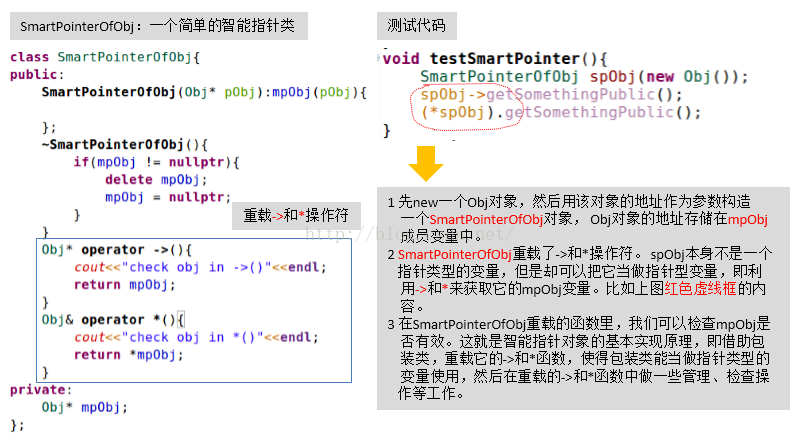 SmartPointerOfObj：一个简单的智能指针类
class SmartPointerOfObj{
public:
SmartPointerOfObj(Obj* pObj):mpObj(pObj){
};
~SmartPointerOfObj(){
if(mpObj != nullptr){
delete mpObj;
mpObj = nullptr;
}
}
重载->和*操作符
Obj* operator ->(){
cout<<"check obj in ->()"<<endl;
return mpObj;
}
Obj& operator *(){
cout<<"check obj in *()"<<endl;
return *mpObj;
}
private:
Obj* mpObj;
};
测试代码
void testSmartPointer(){
SmartPointerOfObj spObj(new Obj());
spObj->getSomethingPublic();
(*spObj).getSomethingPublic();
}
1 先new一个Obj对象，然后用该对象的地址作为参数构造
一个SmartPointerOfObj对象， Obj对象的地址存储在mpObj
成员变量中。
2 SmartPointerOfObj重载了->和*操作符。 spObj本身不是一个
指针类型的变量，但是却可以把它当做指针型变量，即利
用->和*来获取它的mpObj变量。比如上图红色虚线框的内
容。
3 在SmartPointerOfObj重载的函数里，我们可以检查mpObj是
否有效。这就是智能指针对象的基本实现原理，即借助包
装类，重载它的->和*函数，使得包装类能当做指针类型的
变量使用，然后在重载的->和*函数中做一些管理、检查操
作等工作。